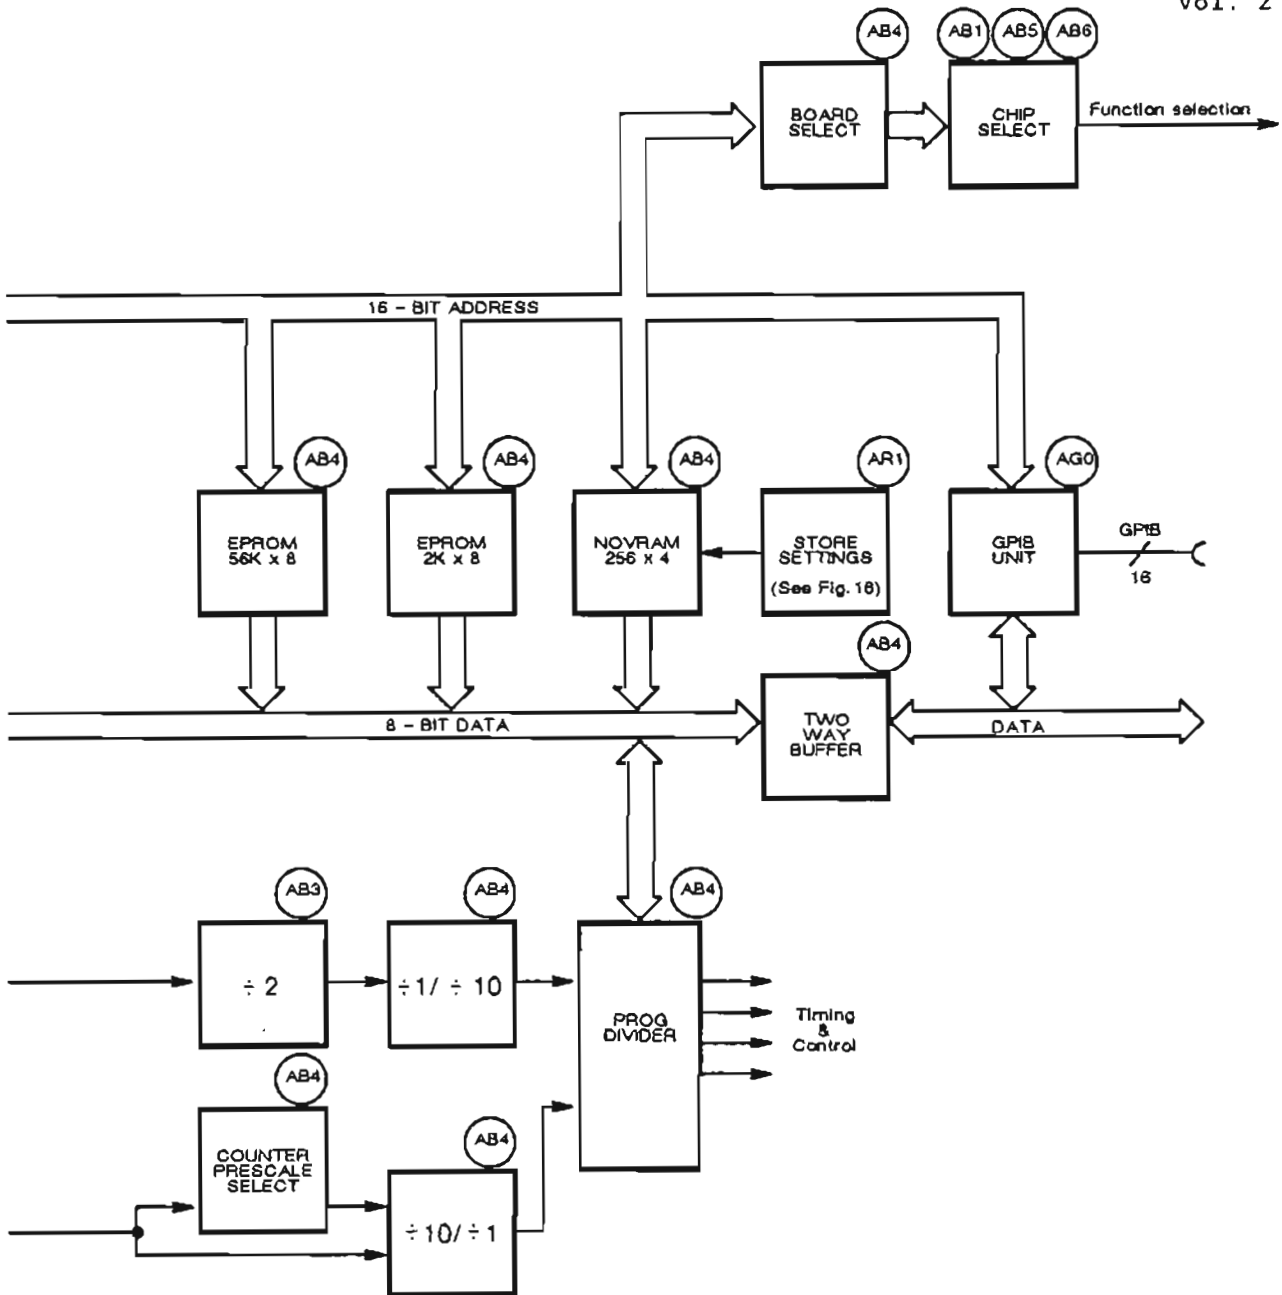 Vol. 2
AB4
AB1 AB5 AB6
BOARD
SELECT
CHIP
SELECT
Function selection
16 - BIT ADDRESS
AB4
AB4
AB4
AR1
AG0
EPROM
56K x 8
EPROM
2K x 8
NOVRAM
256 x 4
STORE
SETTINGS
(See Fig. 16)
GPIB
UNIT
GPIB
16
AB4
8 - BIT DATA
TWO
WAY
BUFFER
DATA
AB3
AB4
AB4
÷ 2
÷1/ ÷ 10
PROG
DIVIDER
Timing
&
Control
AB4
COUNTER
PRESCALE
SELECT
AB4
÷10/ ÷ 1